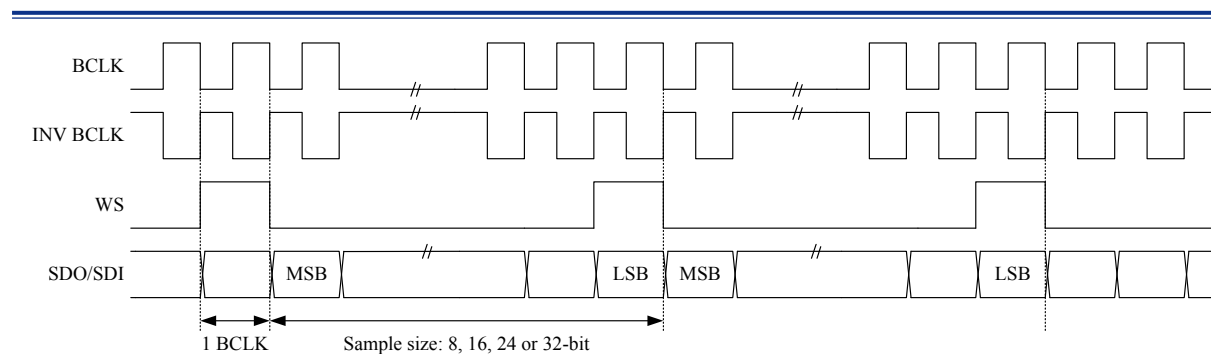 BCLK
INV BCLK
WS
SDO/SDI MSB LSB MSB LSB
1 BCLK Sample size: 8, 16, 24 or 32-bit